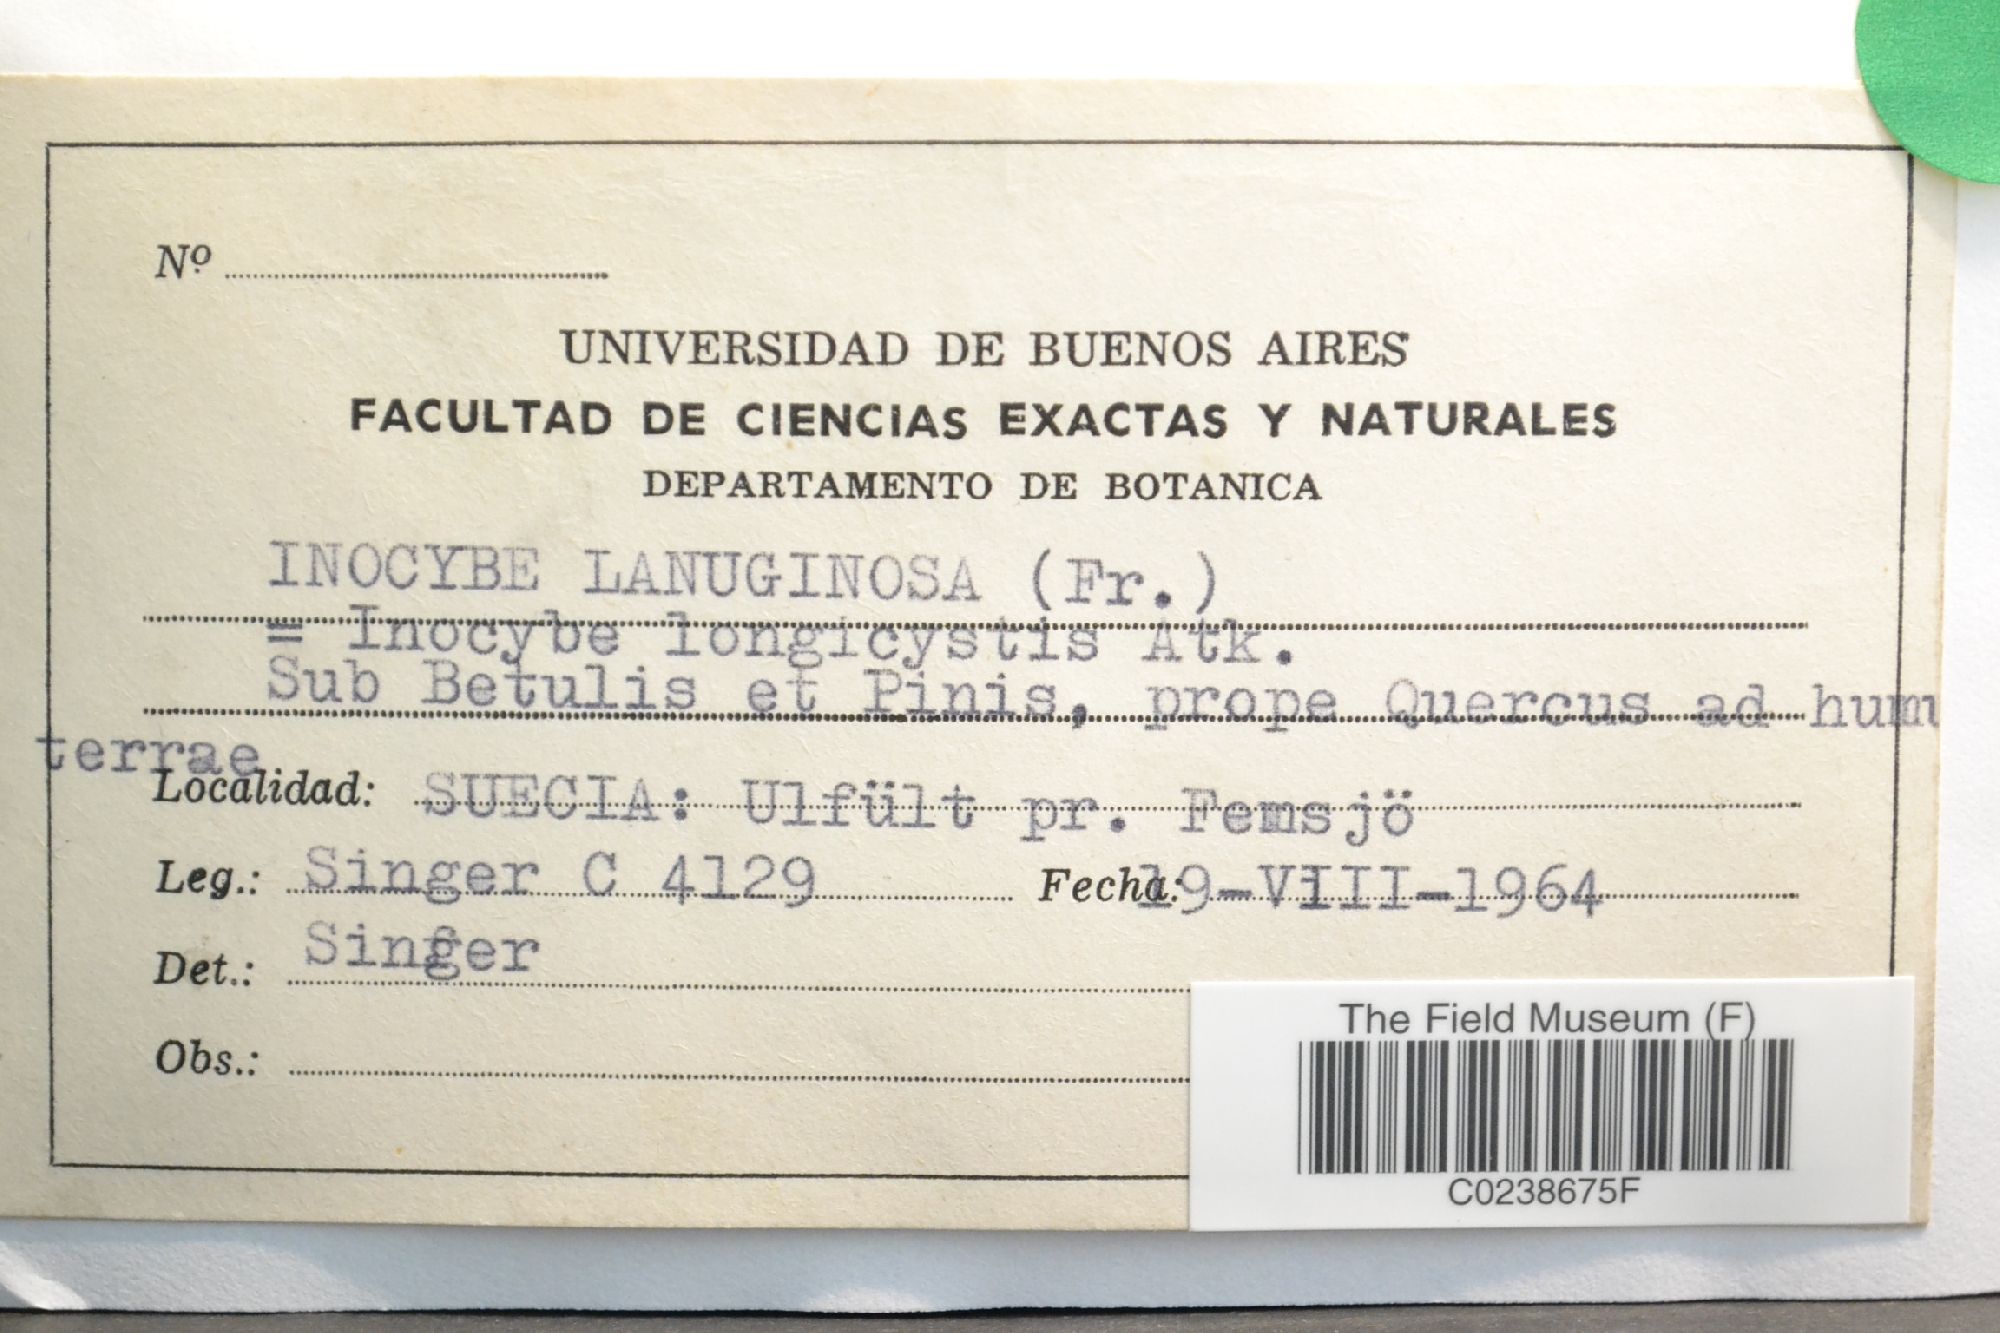 Nº
UNIVERSIDAD DE BUENOS AIRES
FACULTAD DE CIENCIAS EXACTAS Y NATURALES
DEPARTAMENTO DE BOTANICA
INOCYBE LANUGINOSA (Fr.)
= Inocybe longicystis Atk.
Sub Betulis et Pinis, prope Quercus ad hum
terrae
Localidad: SUECIA: Ulfült pr. Femsjö
Leg.: Singer C 4129 Fecha: 19-VIII-1964
Det.: Singer
Obs.:
The Field Museum (F)
C0238675F